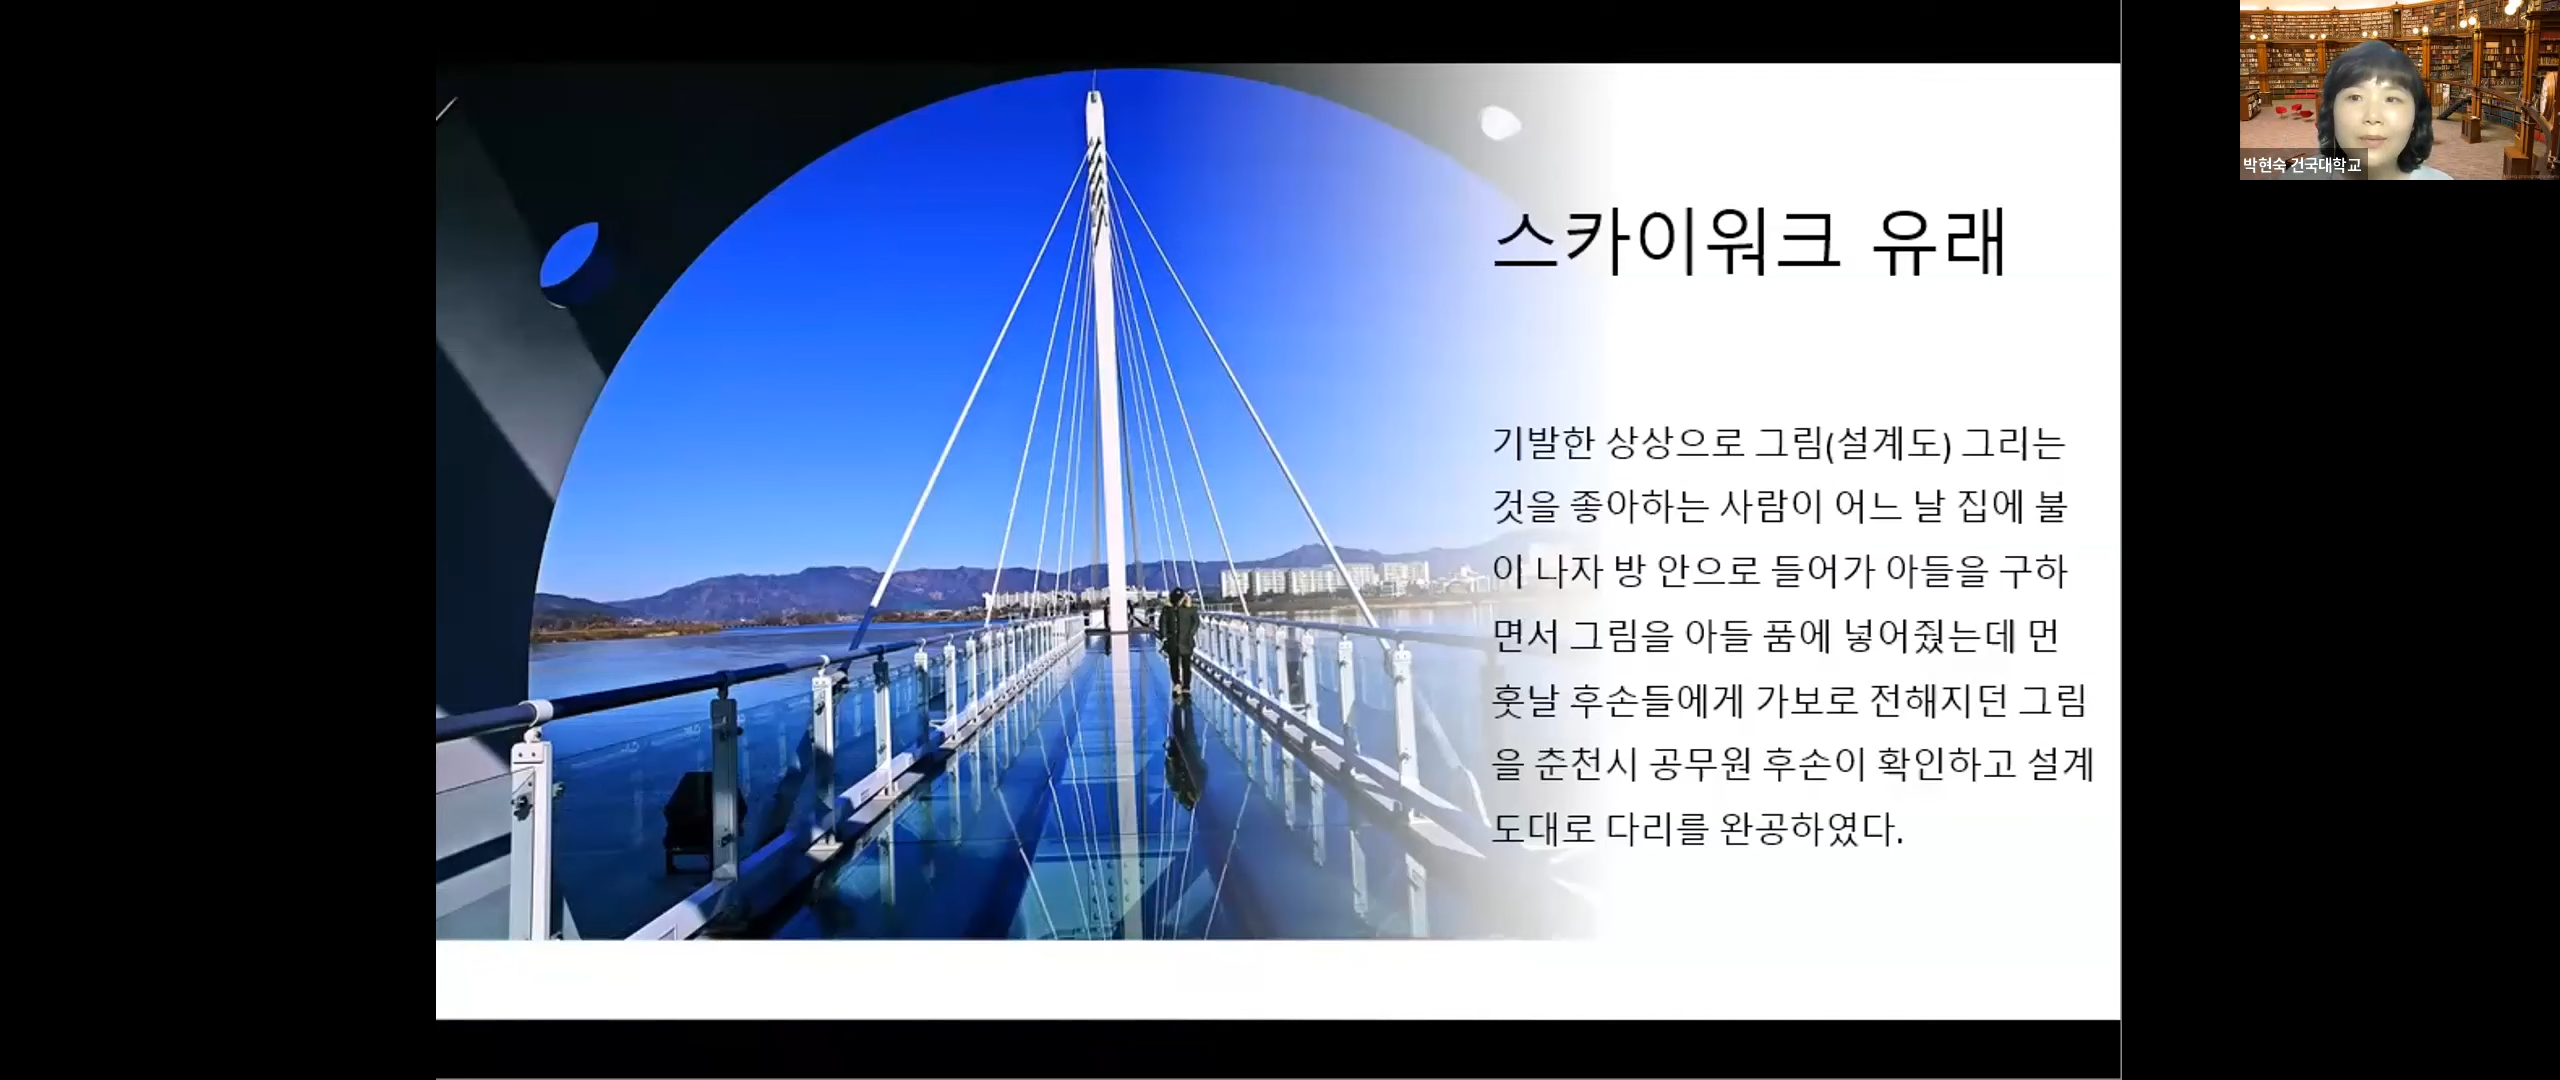 스카이워크 유래
기발한 상상으로 그림(설계도) 그리는
것을 좋아하는 사람이 어느 날 집에 불
이 나자 방 안으로 들어가 아들을 구하
면서 그림을 아들 품에 넣어줬는데 먼
훗날 후손들에게 가보로 전해지던 그림
을 춘천시 공무원 후손이 확인하고 설계
도대로 다리를 완공하였다.
박현숙 건국대학교